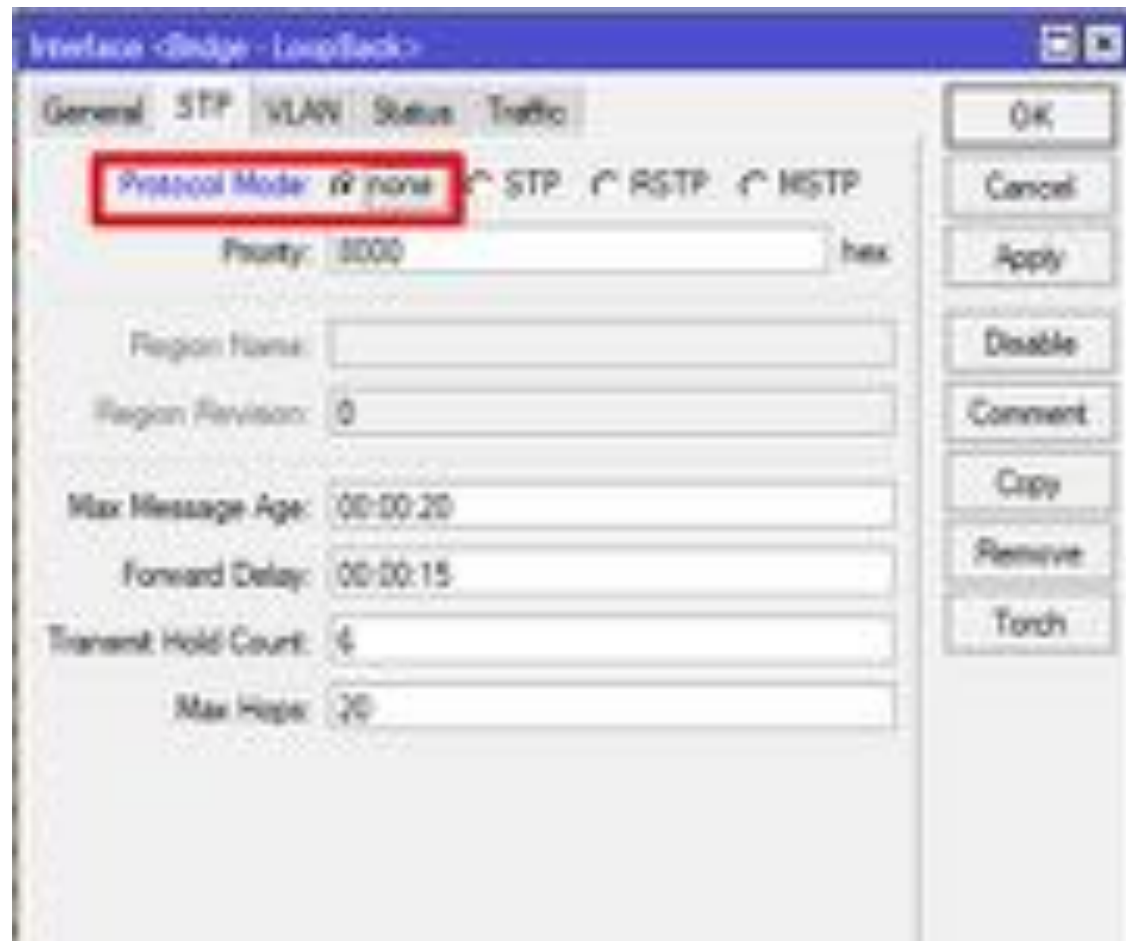 Interface <Bridge - LoopBack>
General STP VLAN Status Traffic
Protocol Mode: none STP RSTP MSTP
Priority: 8000 hex
Region Name:
Region Revision: 0
Max Message Age: 00:00:20
Forward Delay: 00:00:15
Transmit Hold Count: 6
Max Hops: 20
OK
Cancel
Apply
Disable
Comment
Copy
Remove
Torch